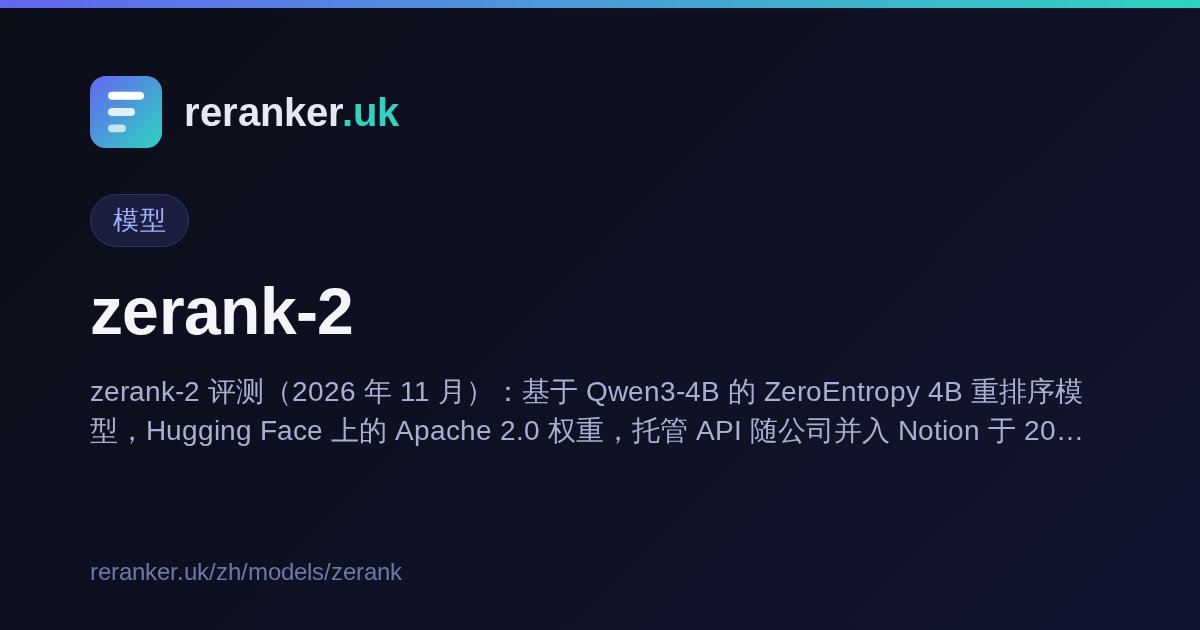 reranker.uk
模型
zerank-2
zerank-2 评测（2026 年 11 月）：基于 Qwen3-4B 的 ZeroEntropy 4B 重排序模
型，Hugging Face 上的 Apache 2.0 权重，托管 API 随公司并入 Notion 于 20…
reranker.uk/zh/models/zerank